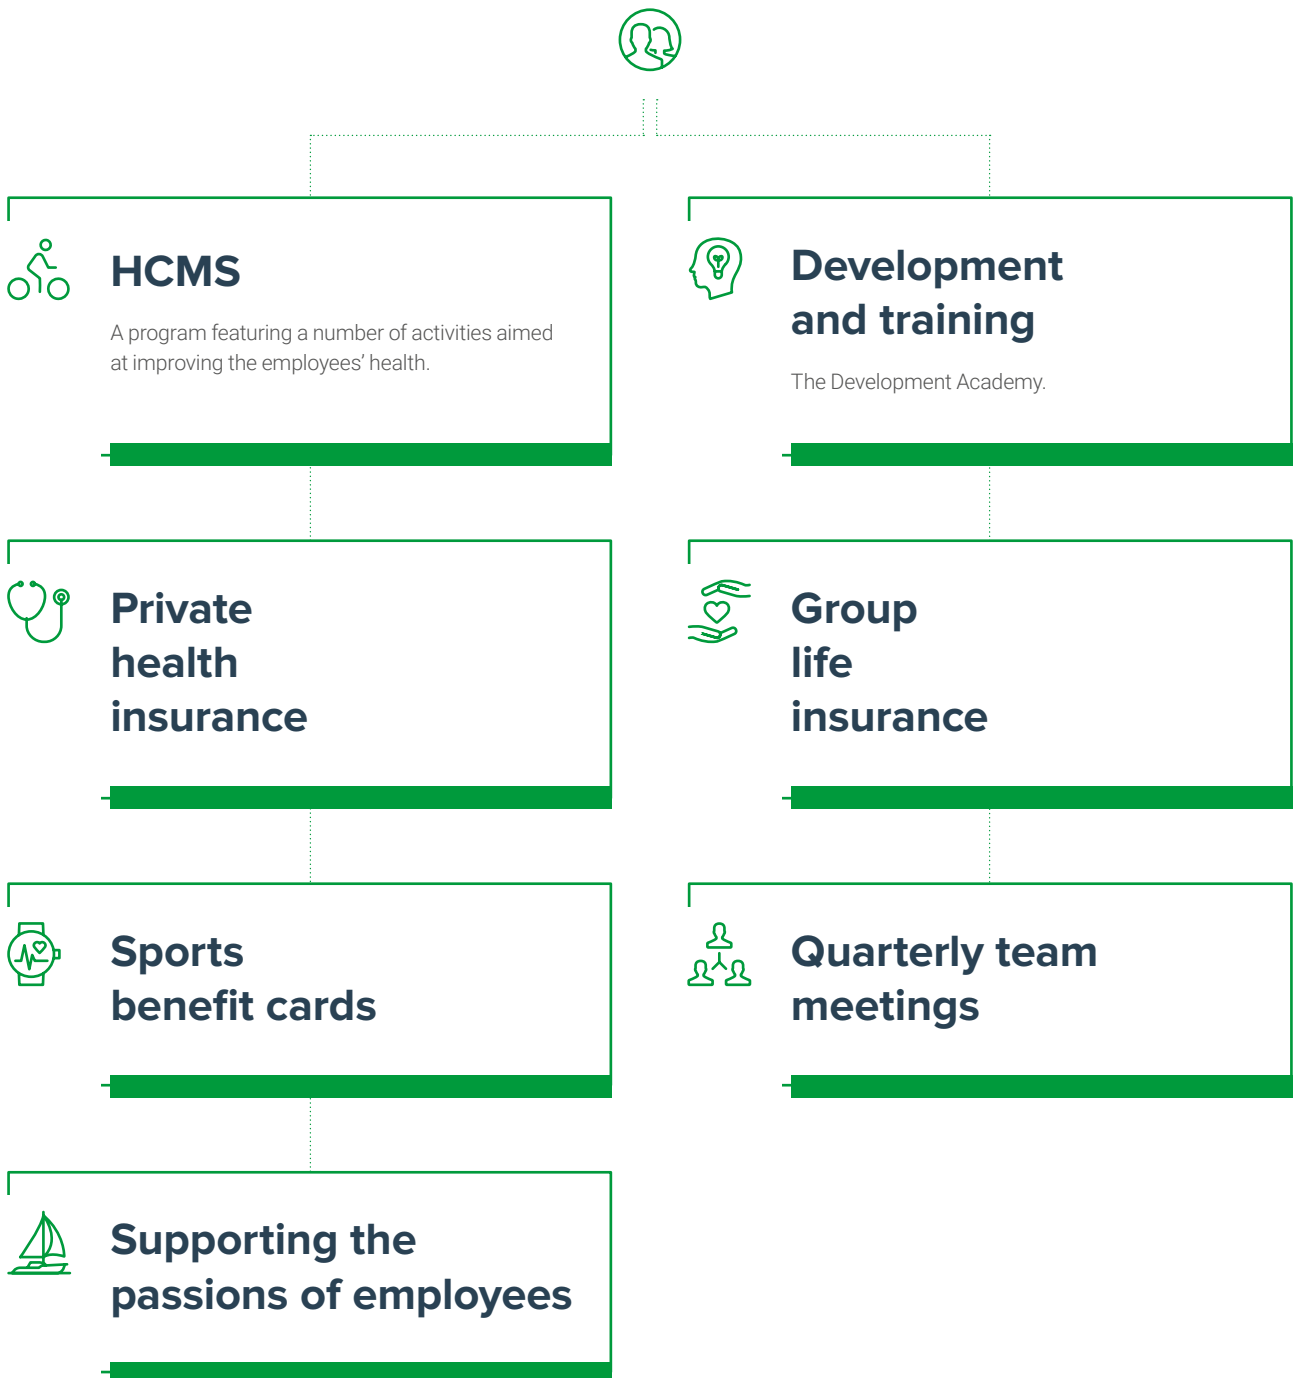 HCMS
A program featuring a number of activities aimed
at improving the employees’ health.
Development
and training
The Development Academy.
Private
health
insurance
Group
life
insurance
Sports
benefit cards
Quarterly team
meetings
Supporting the
passions of employees